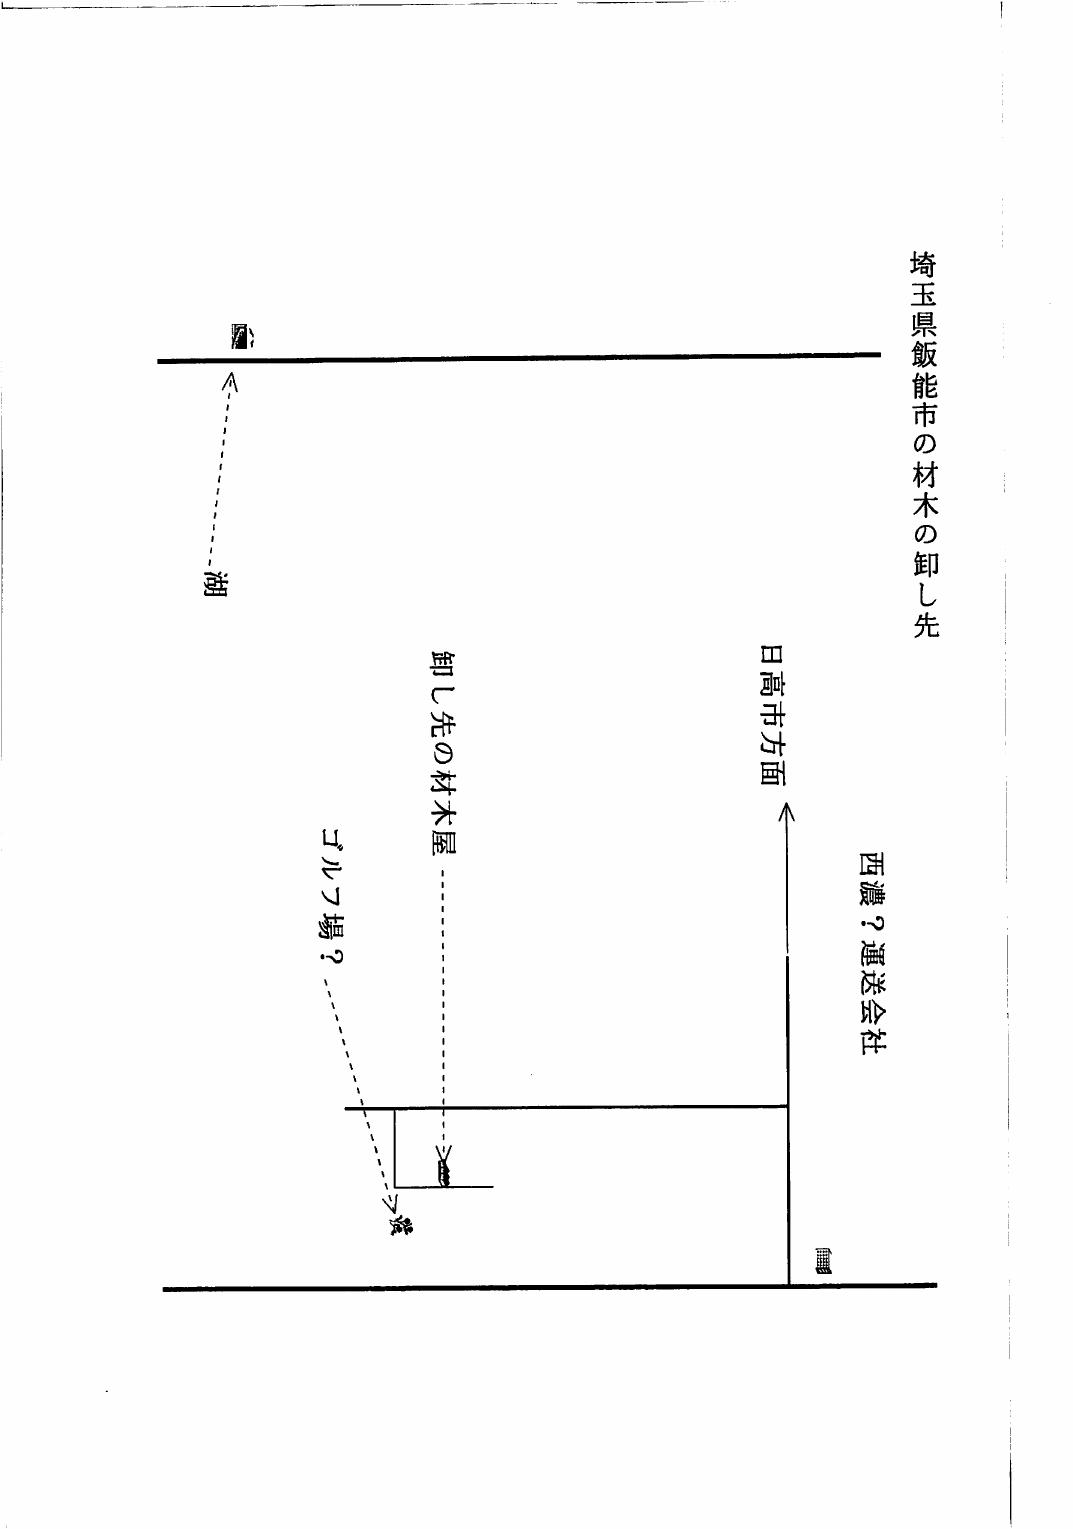 埼玉県飯能市の材木の卸し先
西濃?運送会社
日高市方面
卸し先の材木屋
ゴルフ場?
湖